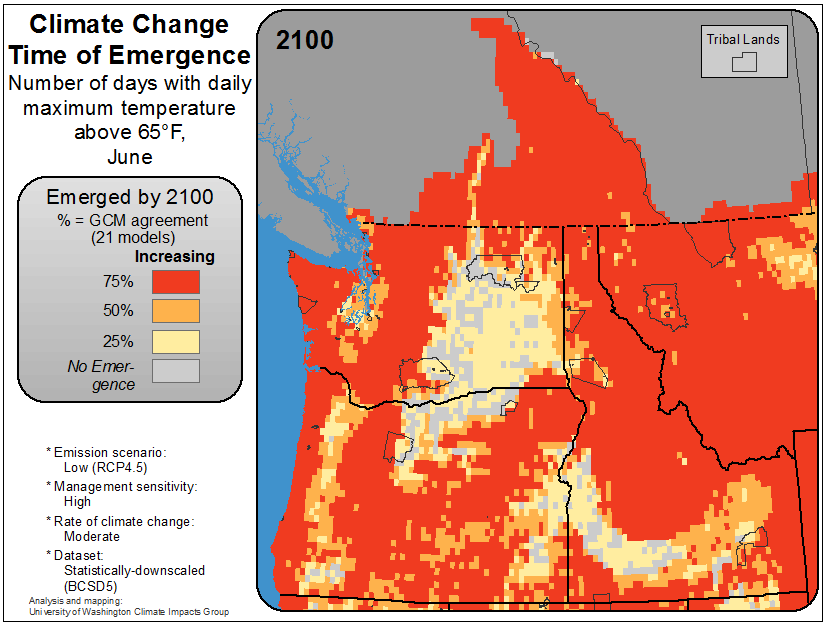 Climate Change
Time of Emergence
Number of days with daily
maximum temperature
above 65°F,
June
Emerged by 2100
% = GCM agreement
(21 models)
Increasing
75%
50%
25%
No Emer-
gence
* Emission scenario:
Low (RCP4.5)
* Management sensitivity:
High
* Rate of climate change:
Moderate
* Dataset:
Statistically-downscaled
(BCSD5)
Analysis and mapping:
University of Washington Climate Impacts Group
2100
Tribal Lands